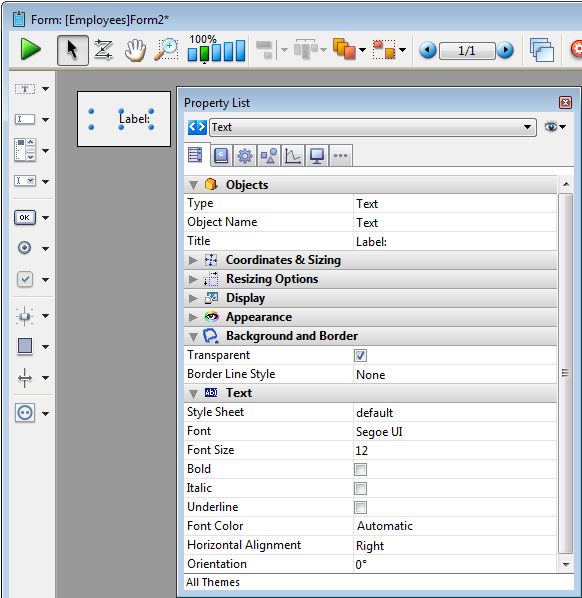 Form: [Employees]Form2*
100%
1/1
Label:
Property List
Text
Objects
Type Text
Object Name Text
Title Label:
Coordinates & Sizing
Resizing Options
Display
Appearance
Background and Border
Transparent
Border Line Style None
Text
Style Sheet default
Font Segoe UI
Font Size 12
Bold
Italic
Underline
Font Color Automatic
Horizontal Alignment Right
Orientation 0°
All Themes
OK